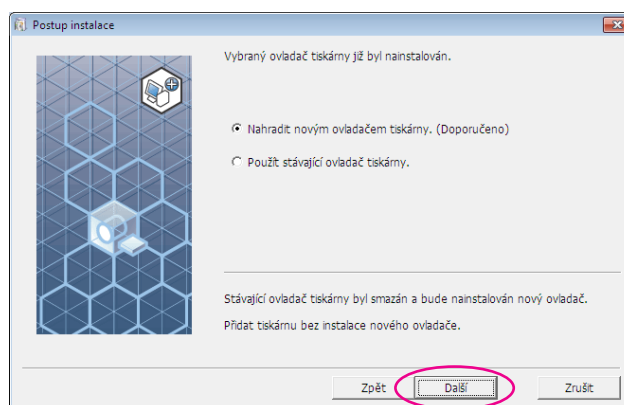 Postup instalace
Vybraný ovladač tiskárny již byl nainstalován.
Nahradit novým ovladačem tiskárny. (Doporučeno)
Použít stávající ovladač tiskárny.
Stávající ovladač tiskárny byl smazán a bude nainstalován nový ovladač.
Přidat tiskárnu bez instalace nového ovladače.
Zpět
Další
Zrušit